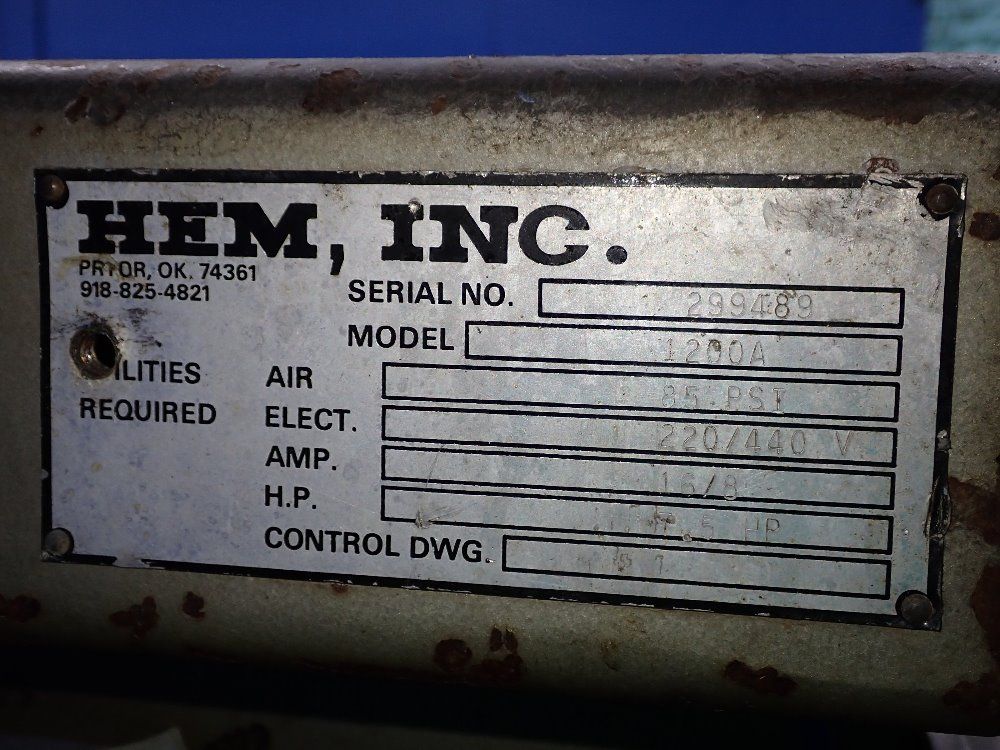 HEM, INC.
PRYOR, OK. 74361
918-825-4821
SERIAL NO. 299489
MODEL 1200A
AIR 85 PSI
REQUIRED
ELECT. 220/440 V
AMP. 16/8
H.P. HP
CONTROL DWG.